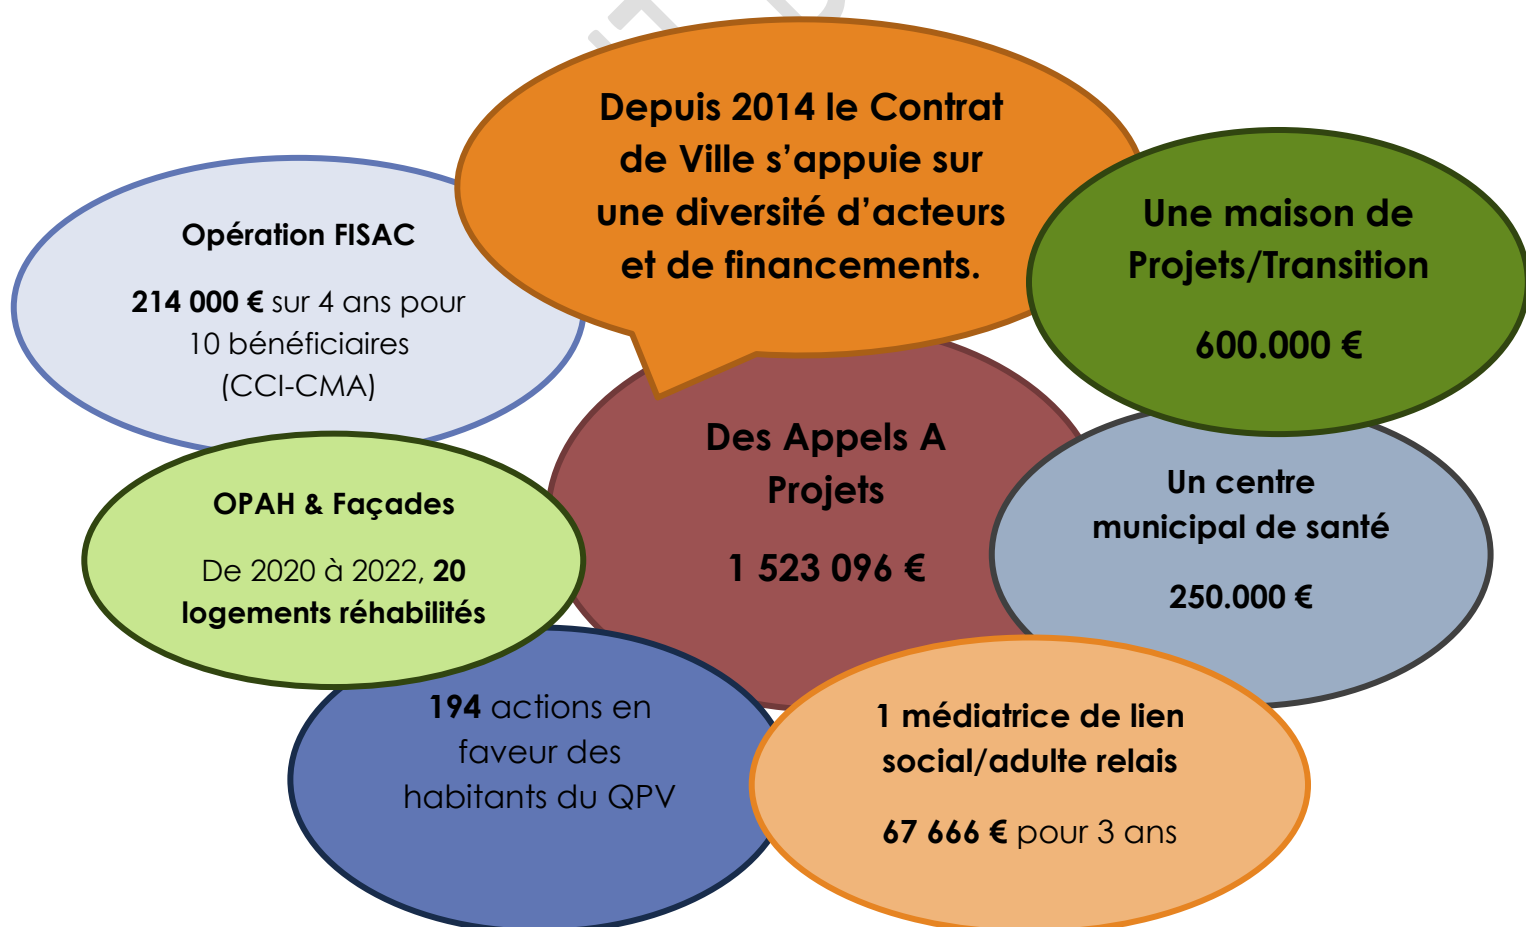 Depuis 2014 le Contrat
de Ville s’appuie sur
une diversité d’acteurs
et de financements.
Opération FISAC
214 000 € sur 4 ans pour
10 bénéficiaires
(CCI-CMA)
Une maison de
Projets/Transition
600.000 €
Des Appels A
Projets
1 523 096 €
OPAH & Façades
De 2020 à 2022, 20
logements réhabilités
Un centre
municipal de santé
250.000 €
194 actions en
faveur des
habitants du QPV
1 médiatrice de lien
social/adulte relais
67 666 € pour 3 ans